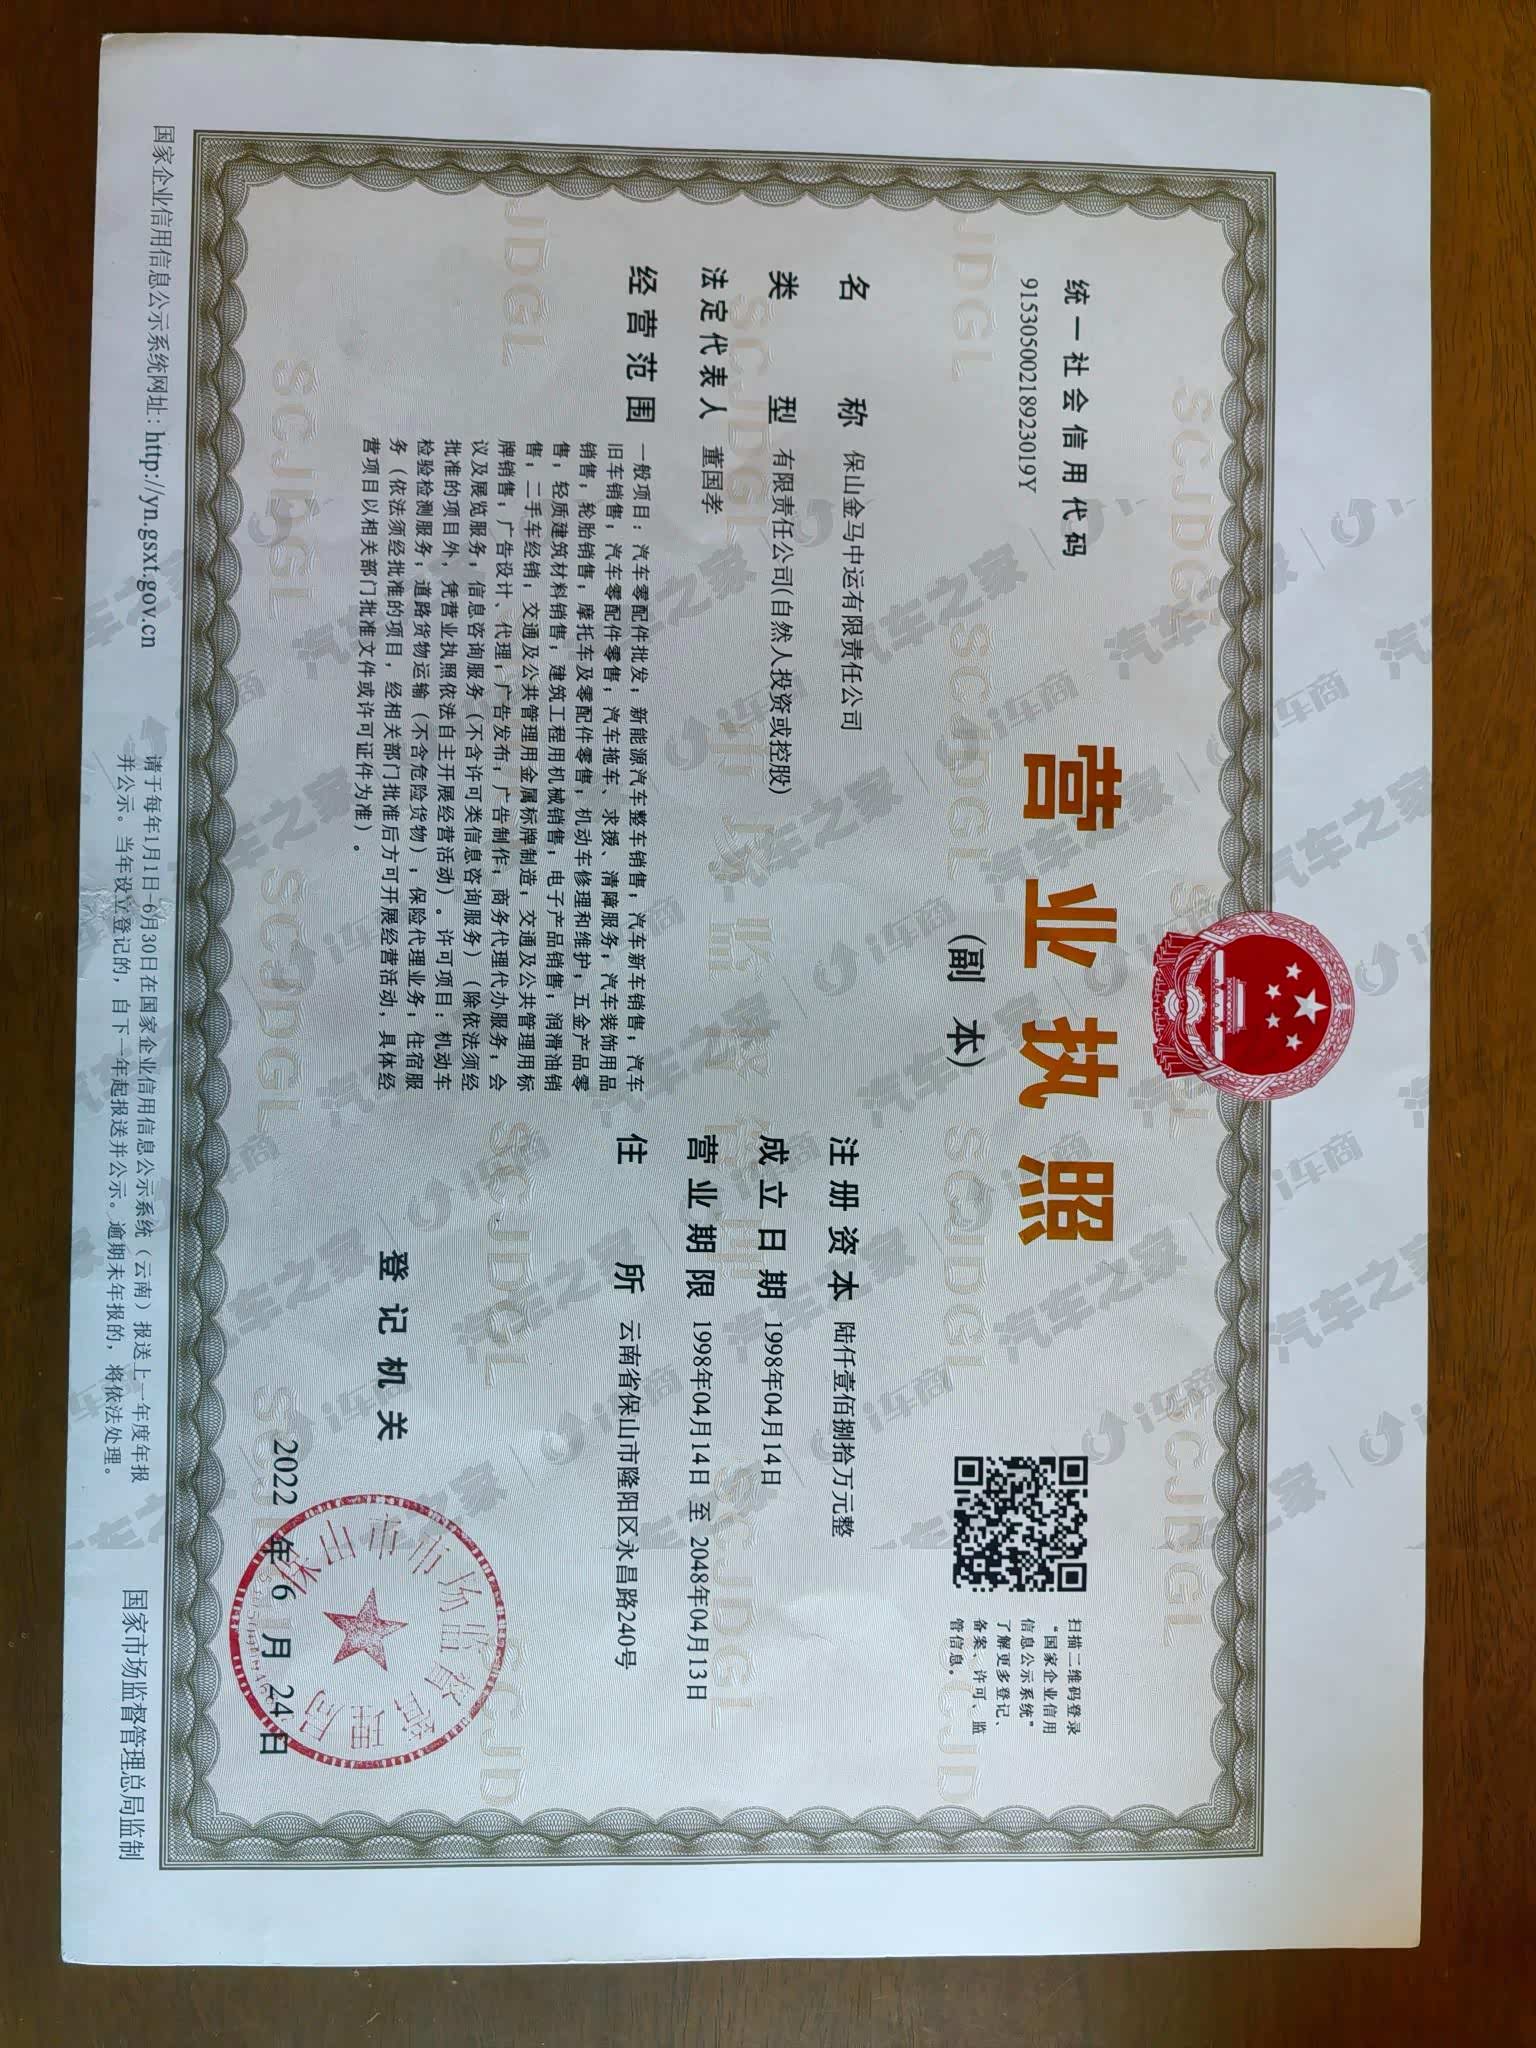 统一社会信用代码
91530500218923019Y
营业执照
(副 本)
扫描二维码登录
“国家企业信用
信息公示系统”
了解更多登记、
备案、许可、监
管信息。
名 称 保山金马中运有限责任公司
类 型 有限责任公司(自然人投资或控股)
法定代表人 董国孝
经营范围 一般项目：汽车零配件批发；新能源汽车整车销售；汽车新车销售；汽车
旧车销售；汽车零配件零售；汽车拖车、求援、清障服务；汽车装饰用品
销售；轮胎销售；摩托车及零配件零售；机动车修理和维护；五金产品零
售；轻质建筑材料销售；建筑工程用机械销售；电子产品销售；润滑油销
售；二手车经销；交通及公共管理用金属标牌制造；交通及公共管理用标
牌销售；广告设计、代理；广告发布；广告制作；商务代理代办服务；会
议及展览服务；信息咨询服务（不含许可类信息咨询服务）（除依法须经
批准的项目外，凭营业执照依法自主开展经营活动）。许可项目：机动车
检验检测服务；道路货物运输（不含危险货物）；保险代理业务；住宿服
务（依法须经批准的项目，经相关部门批准后方可开展经营活动，具体经
营项目以相关部门批准文件或许可证件为准）。
注册资本 陆仟壹佰捌拾万元整
成立日期 1998年04月14日
营业期限 1998年04月14日 至 2048年04月13日
住 所 云南省保山市隆阳区永昌路240号
登记机关
保山市市场监督管理局
2022 年 6 月 24 日
国家企业信用信息公示系统网址: http://yn.gsxt.gov.cn
请于每年1月1日-6月30日在国家企业信用信息公示系统（云南）报送上一年度年报
并公示。当年设立登记的，自下一年起报送并公示。逾期未年报的，将依法处理。
国家市场监督管理总局监制
SCJDGL
汽车之家 i车商